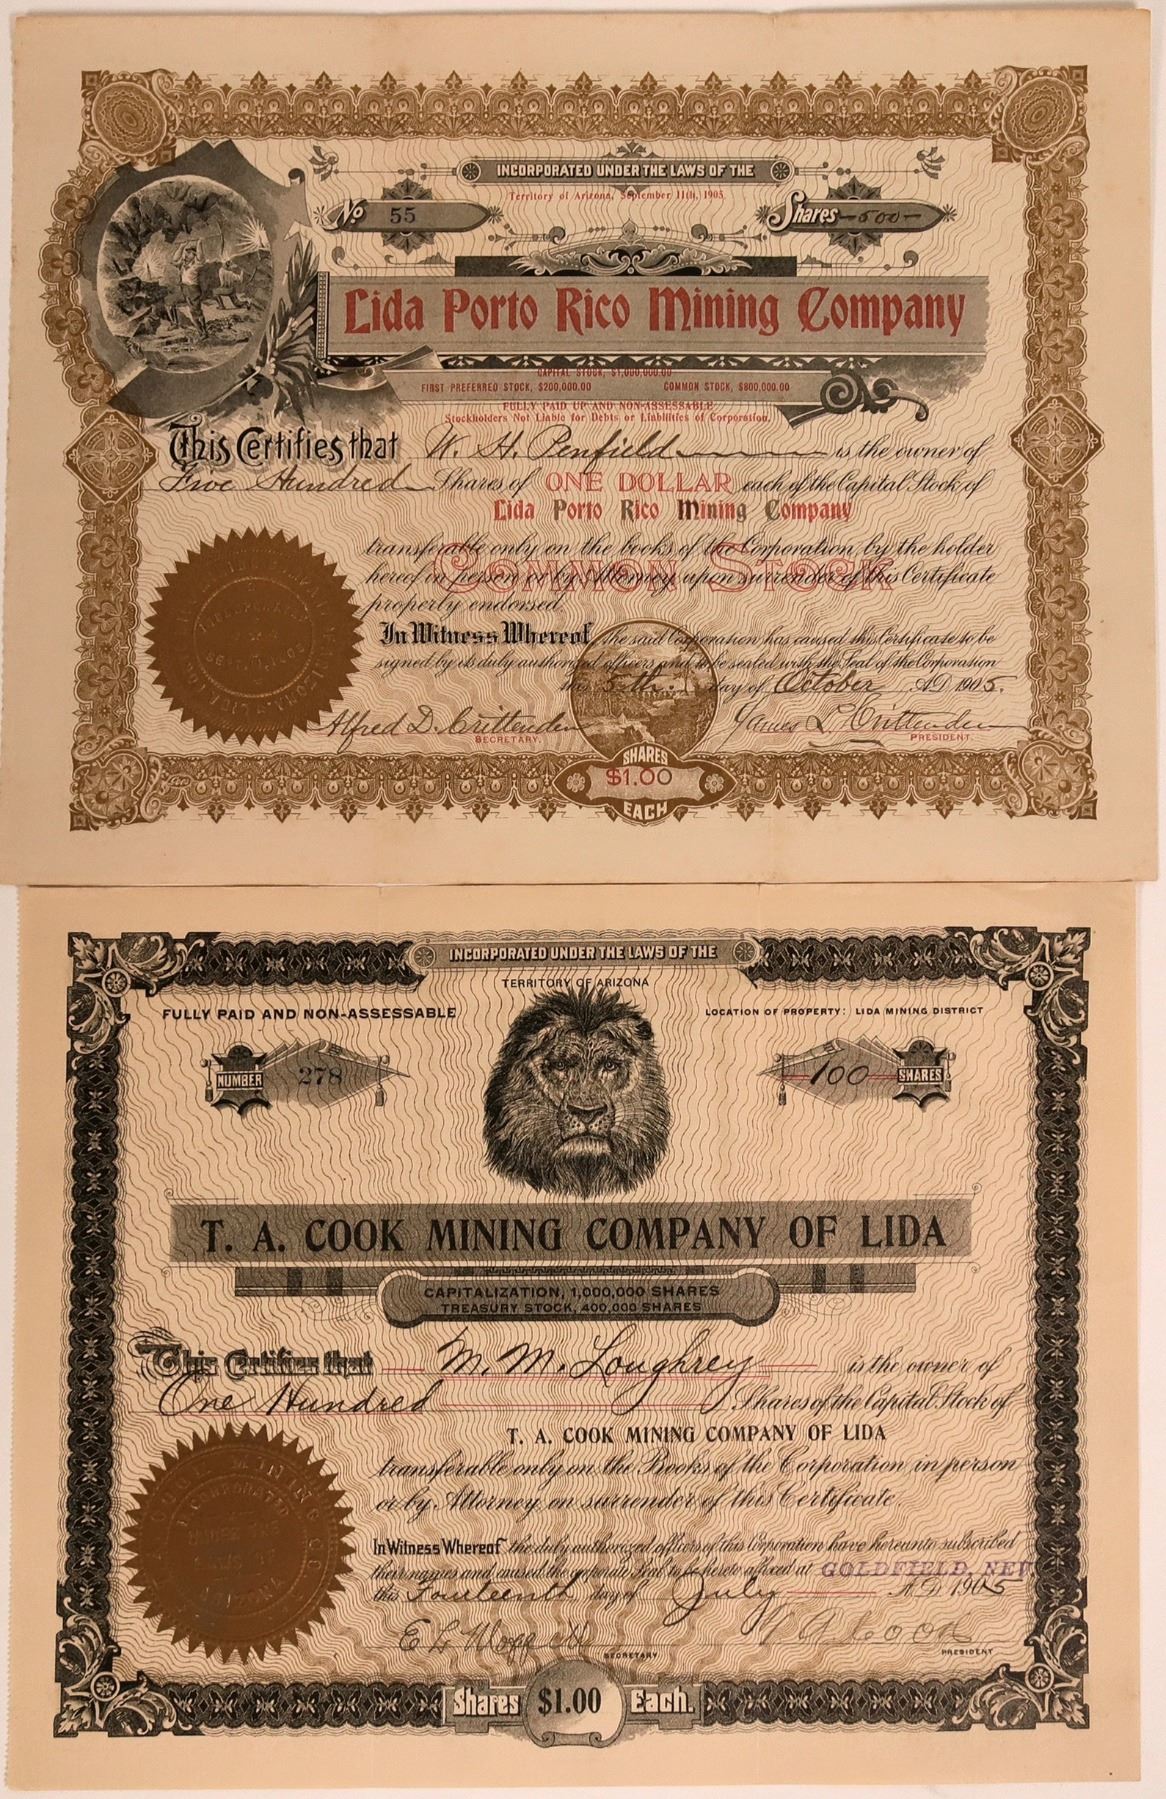 INCORPORATED UNDER THE LAWS OF THE
Territory of Arizona, September 11th, 1905.
No 55
Shares -500-
Lida Porto Rico Mining Company
CAPITAL STOCK, $1,000,000.00
FIRST PREFERRED STOCK, $200,000.00 COMMON STOCK, $800,000.00
FULLY PAID UP AND NON-ASSESSABLE
Stockholders Not Liable for Debts or Liabilities of Corporation.
This Certifies that W. H. Penfield is the owner of
Five Hundred Shares of ONE DOLLAR each of the Capital Stock of
Lida Porto Rico Mining Company
transferable only on the books of the Corporation, by the holder
hereof in person or by Attorney upon surrender of this Certificate
COMMON STOCK
properly endorsed.
In Witness Whereof, the said Corporation has caused this Certificate to be
signed by its duly authorized officers and to be sealed with the Seal of the Corporation
this 5th. day of October A.D. 1905.
Alfred D. Crittenden James L. Crittenden
SECRETARY. PRESIDENT.
SHARES
$1.00
EACH
INCORPORATED UNDER THE LAWS OF THE
TERRITORY OF ARIZONA
FULLY PAID AND NON-ASSESSABLE
LOCATION OF PROPERTY: LIDA MINING DISTRICT
NUMBER 278
100 SHARES
T. A. COOK MINING COMPANY OF LIDA
CAPITALIZATION, 1,000,000 SHARES
TREASURY STOCK, 400,000 SHARES
This Certifies that M. M. Loughrey is the owner of
One Hundred Shares of the Capital Stock of
T. A. COOK MINING COMPANY OF LIDA
transferable only on the Books of the Corporation, in person
or by Attorney, on surrender of this Certificate.
In Witness Whereof the duly authorized officers of this Corporation have hereunto subscribed
their names and caused the corporate Seal to be hereto affixed at GOLDFIELD, NEV
this Fourteenth day of July A.D. 1905
SECRETARY PRESIDENT
Shares $1.00 Each.